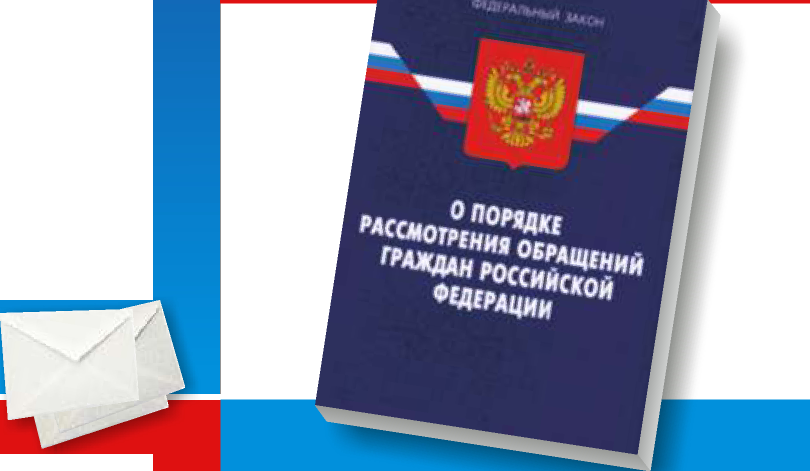 ФЕДЕРАЛЬНЫЙ ЗАКОН
О ПОРЯДКЕ
РАССМОТРЕНИЯ ОБРАЩЕНИЙ
ГРАЖДАН РОССИЙСКОЙ
ФЕДЕРАЦИИ